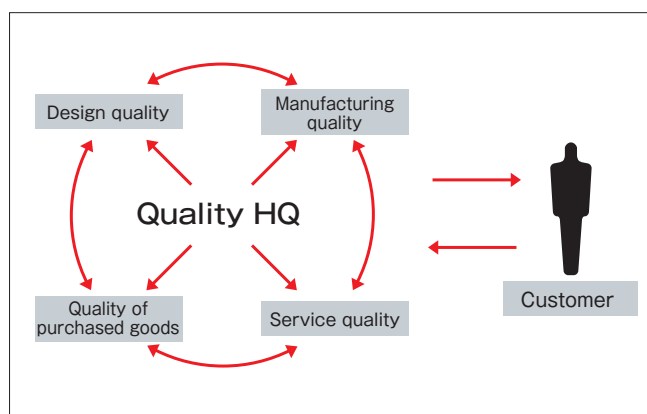 Design quality
Manufacturing
quality
Quality HQ
Quality of
purchased goods
Service quality
Customer